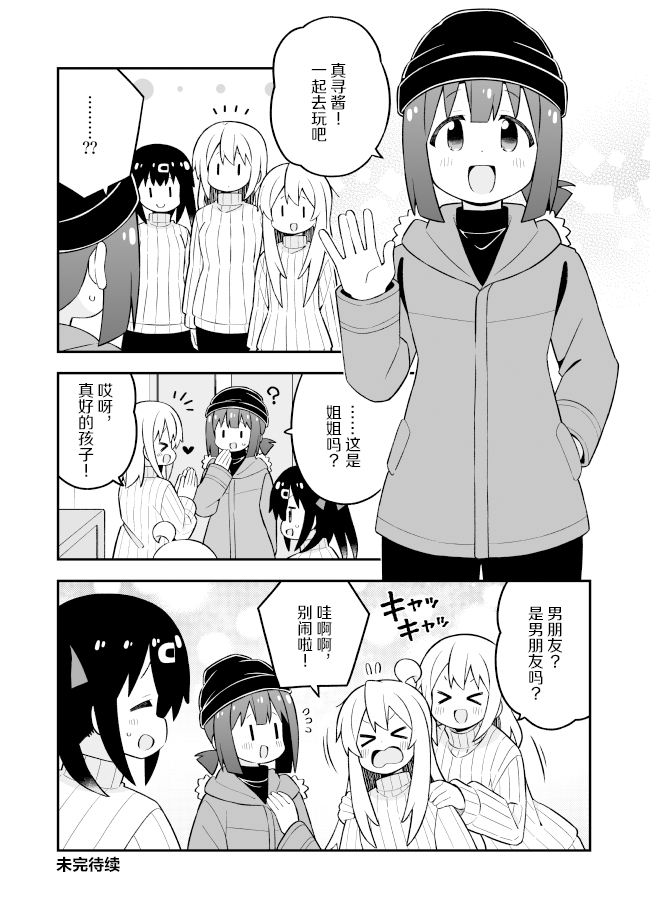 真寻酱！
一起去玩吧
………??
……这是
姐姐吗？
？
哎呀，
真好的孩子！
男朋友？
是男朋友吗？
キャッ
キャッ
哇啊啊，
别闹啦！
未完待续